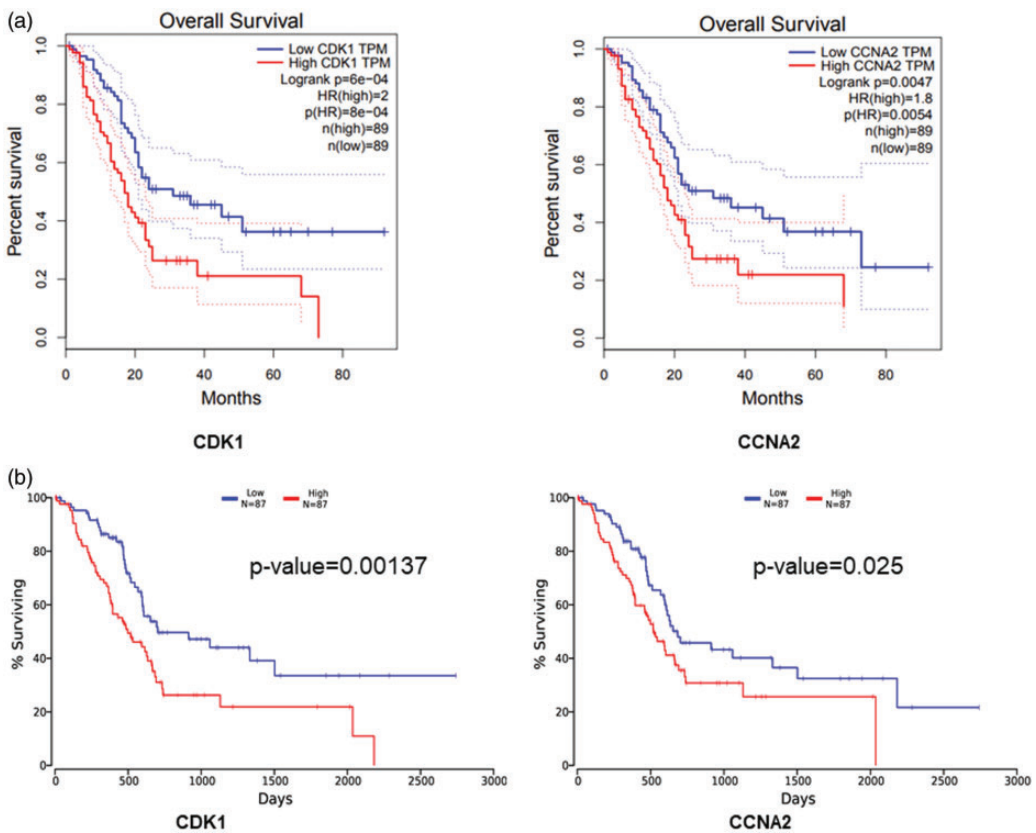 (a)
Overall Survival
Low CDK1 TPM
High CDK1 TPM
Logrank p=6e−04
HR(high)=2
p(HR)=8e−04
n(high)=89
n(low)=89
Percent survival
1.0
0.8
0.6
0.4
0.2
0.0
0 20 40 60 80
Months
CDK1
Overall Survival
Low CCNA2 TPM
High CCNA2 TPM
Logrank p=0.0047
HR(high)=1.8
p(HR)=0.0054
n(high)=89
n(low)=89
Percent survival
1.0
0.8
0.6
0.4
0.2
0.0
0 20 40 60 80
Months
CCNA2
(b)
Low
N=87
High
N=87
p-value=0.00137
% Surviving
100
80
60
40
20
0
0 500 1000 1500 2000 2500 3000
Days
CDK1
Low
N=87
High
N=87
p-value=0.025
% Surviving
100
80
60
40
20
0
0 500 1000 1500 2000 2500 3000
Days
CCNA2